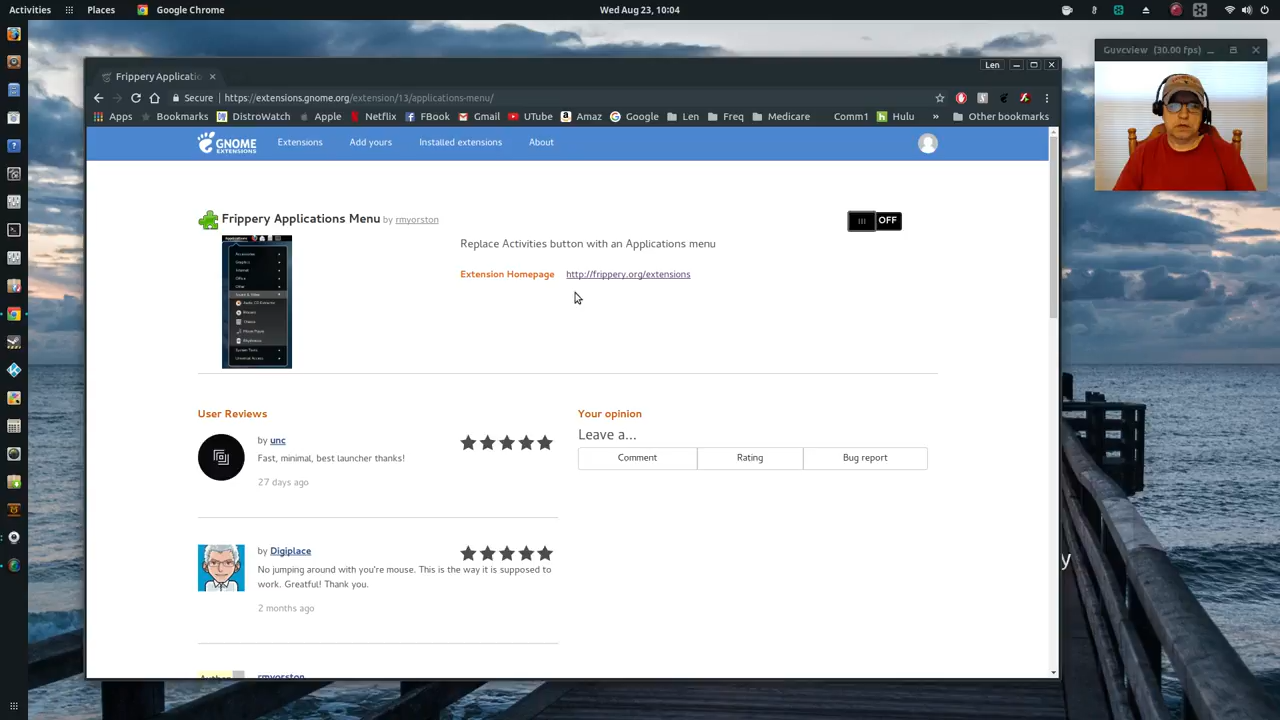 Activities
Places
Google Chrome
Wed Aug 23, 10:04
Guvcview (30.00 fps)
Len
Frippery Applicatio
Secure
https://extensions.gnome.org/extension/13/applications-menu/
Apps
Bookmarks
DistroWatch
Apple
Netflix
FBook
Gmail
UTube
Amaz
Google
Len
Freq
Medicare
Comm1
Hulu
»
Other bookmarks
GNOME
EXTENSIONS
Extensions
Add yours
Installed extensions
About
Frippery Applications Menu by rmyorston
OFF
Replace Activities button with an Applications menu
Extension Homepage http://frippery.org/extensions
User Reviews
by unc
Fast, minimal, best launcher thanks!
27 days ago
by Digiplace
No jumping around with you're mouse. This is the way it is supposed to
work. Greatful! Thank you.
2 months ago
rmyorston
Your opinion
Leave a...
Comment
Rating
Bug report
y